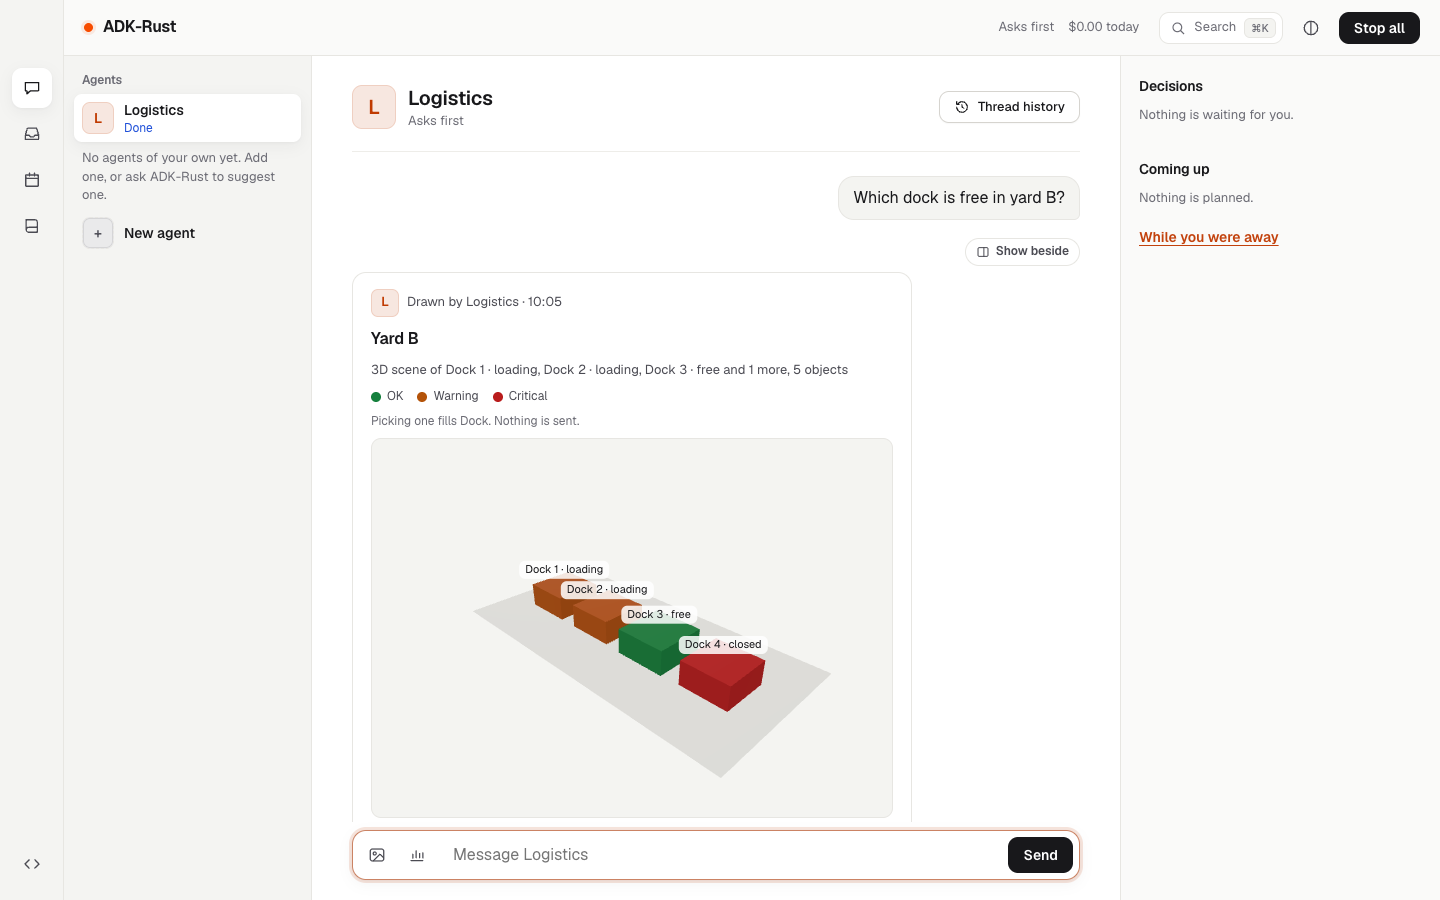 ADK-Rust
Asks first
$0.00 today
Search
⌘K
Stop all
Agents
L
Logistics
Done
No agents of your own yet. Add
one, or ask ADK-Rust to suggest
one.
+
New agent
L
Logistics
Asks first
Thread history
Which dock is free in yard B?
Show beside
L
Drawn by Logistics · 10:05
Yard B
3D scene of Dock 1 · loading, Dock 2 · loading, Dock 3 · free and 1 more, 5 objects
OK
Warning
Critical
Picking one fills Dock. Nothing is sent.
Dock 1 · loading
Dock 2 · loading
Dock 3 · free
Dock 4 · closed
Message Logistics
Send
Decisions
Nothing is waiting for you.
Coming up
Nothing is planned.
While you were away